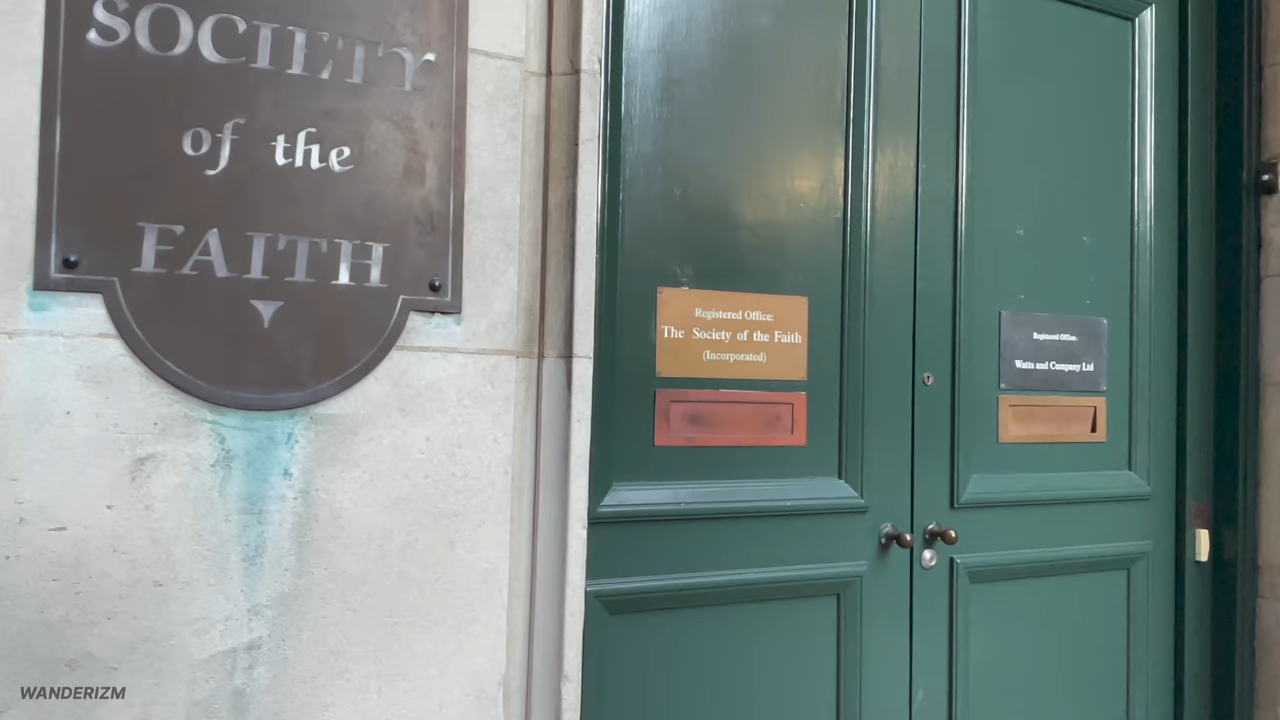 SOCIETY
of the
FAITH
Registered Office:
The Society of the Faith
(Incorporated)
Registered Office:
Watts and Company Ltd
WANDERIZM